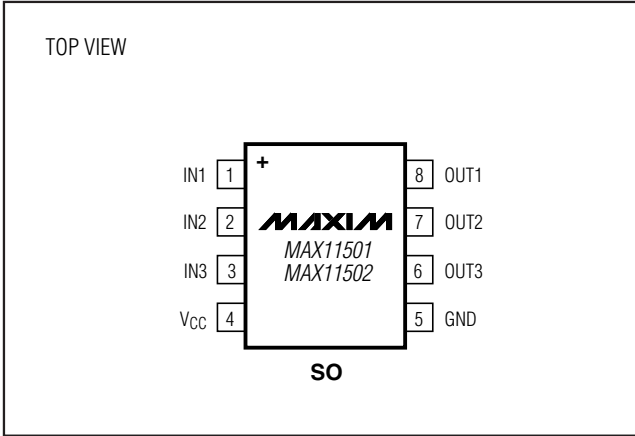 TOP VIEW
IN1 1 + 8 OUT1
IN2 2 MAXIM 7 OUT2
MAX11501
IN3 3 MAX11502 6 OUT3
VCC 4 5 GND
SO